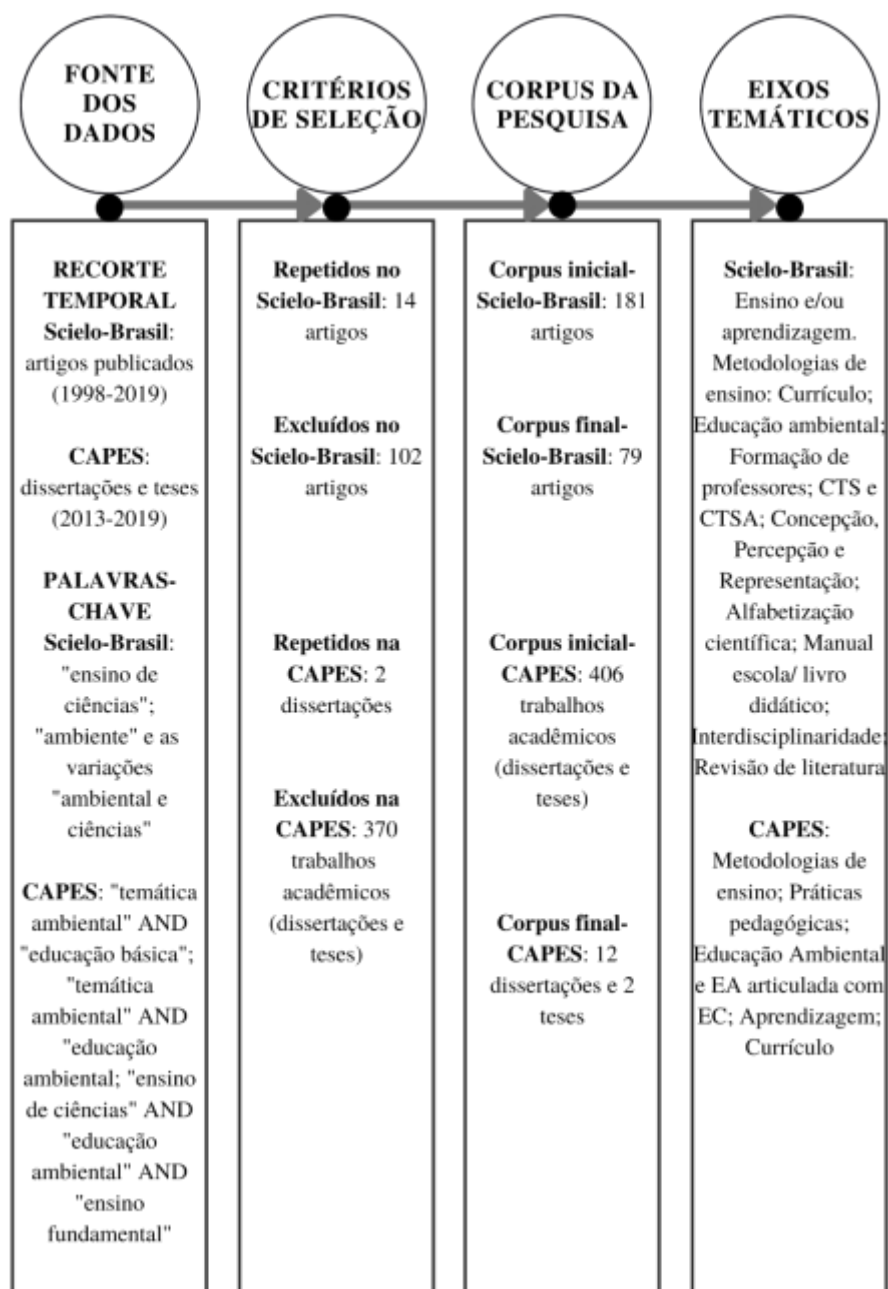 FONTE
DOS
DADOS
CRITÉRIOS
DE SELEÇÃO
CORPUS DA
PESQUISA
EIXOS
TEMÁTICOS
RECORTE
TEMPORAL
Scielo-Brasil:
artigos publicados
(1998-2019)
CAPES:
dissertações e teses
(2013-2019)
PALAVRAS-
CHAVE
Scielo-Brasil:
"ensino de
ciências";
"ambiente" e as
variações
"ambiental e
ciências"
CAPES: "temática
ambiental" AND
"educação básica";
"temática
ambiental" AND
"educação
ambiental; "ensino
de ciências" AND
"educação
ambiental" AND
"ensino
fundamental"
Repetidos no
Scielo-Brasil: 14
artigos
Excluídos no
Scielo-Brasil: 102
artigos
Repetidos na
CAPES: 2
dissertações
Excluídos na
CAPES: 370
trabalhos
acadêmicos
(dissertações e
teses)
Corpus inicial-
Scielo-Brasil: 181
artigos
Corpus final-
Scielo-Brasil: 79
artigos
Corpus inicial-
CAPES: 406
trabalhos
acadêmicos
(dissertações e
teses)
Corpus final-
CAPES: 12
dissertações e 2
teses
Scielo-Brasil:
Ensino e/ou
aprendizagem.
Metodologias de
ensino: Currículo;
Educação ambiental;
Formação de
professores; CTS e
CTSA; Concepção,
Percepção e
Representação;
Alfabetização
científica; Manual
escola/ livro
didático;
Interdisciplinaridade;
Revisão de literatura
CAPES:
Metodologias de
ensino; Práticas
pedagógicas;
Educação Ambiental
e EA articulada com
EC; Aprendizagem;
Currículo